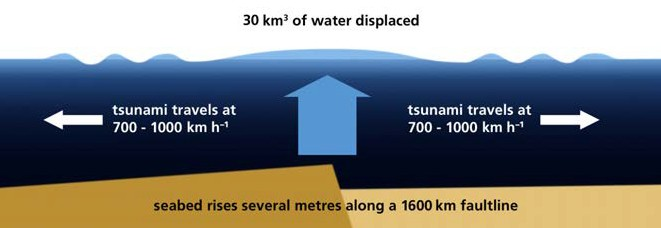 30 km³ of water displaced
tsunami travels at
700 - 1000 km h⁻¹
tsunami travels at
700 - 1000 km h⁻¹
seabed rises several metres along a 1600 km faultline